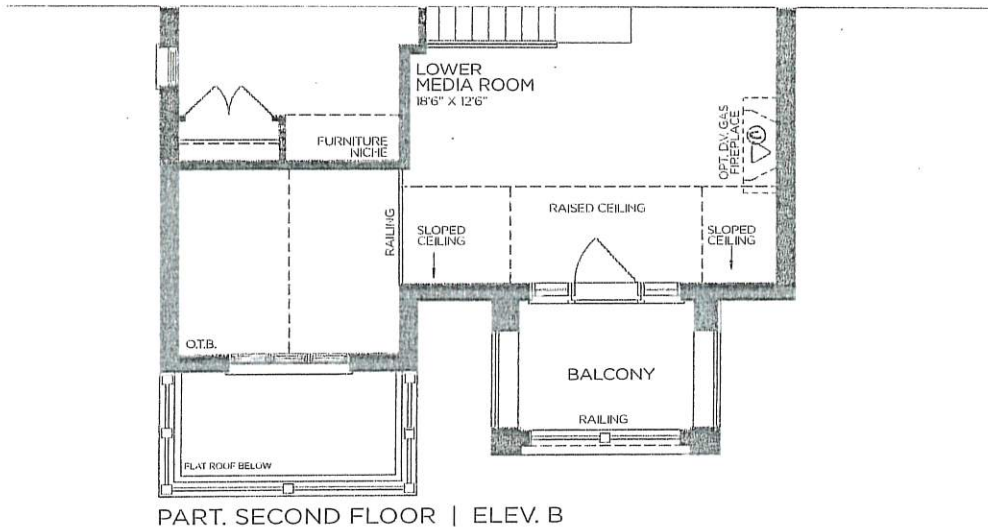 LOWER
MEDIA ROOM
18'6" X 12'6"
FURNITURE
NICHE
OPT. D.V. GAS
FIREPLACE
RAILING
SLOPED
CEILING
RAISED CEILING
SLOPED
CEILING
O.T.B.
BALCONY
RAILING
FLAT ROOF BELOW
PART. SECOND FLOOR | ELEV. B